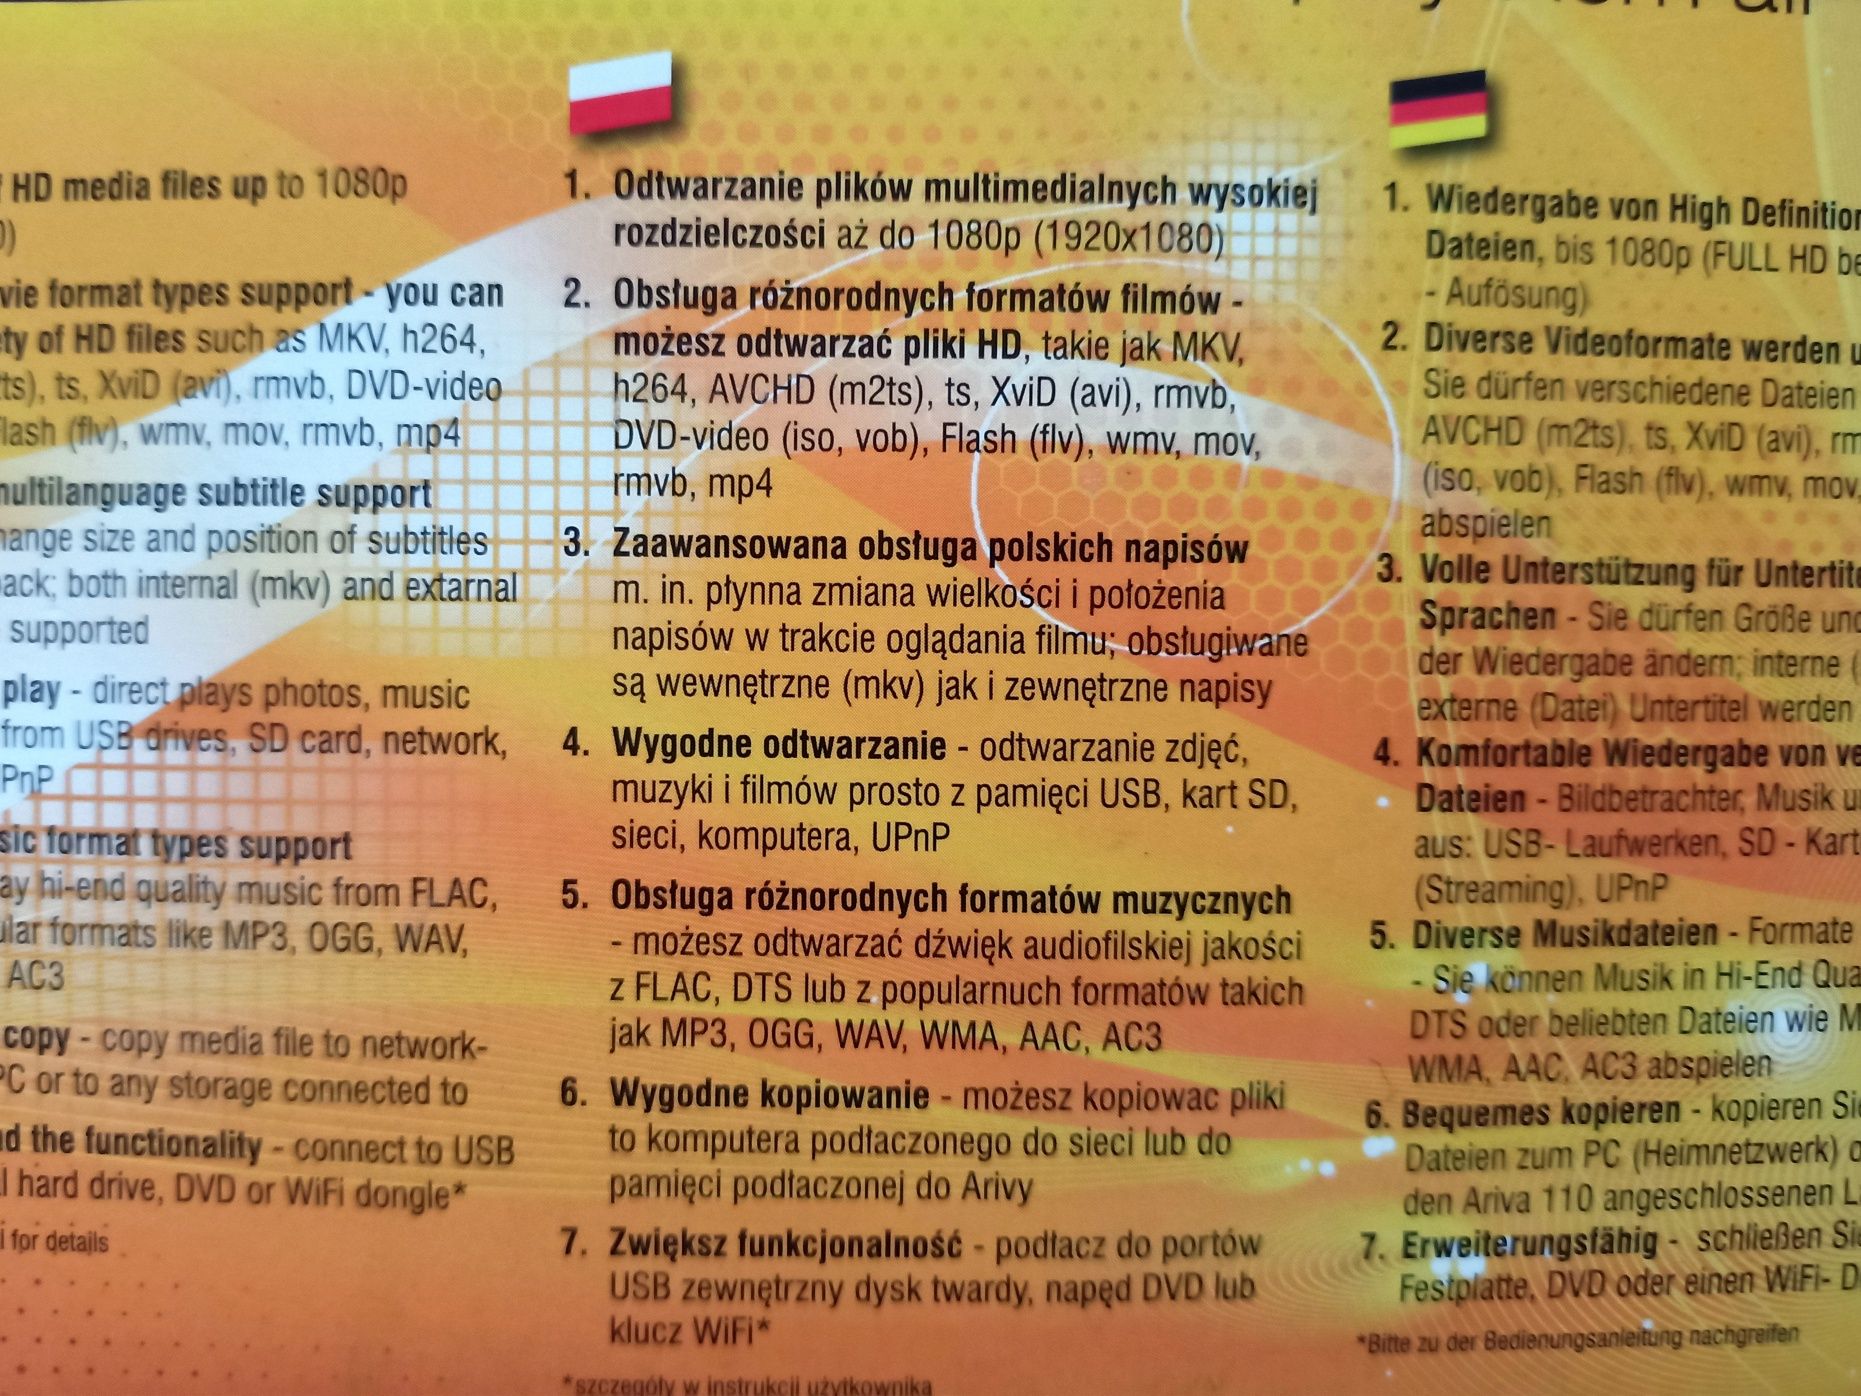 HD media files up to 1080p
vie format types support - you can
ty of HD files such as MKV, h264,
ts), ts, XviD (avi), rmvb, DVD-video
lash (flv), wmv, mov, rmvb, mp4
nultilanguage subtitle support
ange size and position of subtitles
ack; both internal (mkv) and extarnal
supported
play - direct plays photos, music
from USB drives, SD card, network,
PnP
sic format types support
ay hi-end quality music from FLAC,
ular formats like MP3, OGG, WAV,
AC3
copy - copy media file to network-
PC or to any storage connected to
d the functionality - connect to USB
l hard drive, DVD or WiFi dongle*
for details
1. Odtwarzanie plików multimedialnych wysokiej
rozdzielczości aż do 1080p (1920x1080)
2. Obsługa różnorodnych formatów filmów -
możesz odtwarzać pliki HD, takie jak MKV,
h264, AVCHD (m2ts), ts, XviD (avi), rmvb,
DVD-video (iso, vob), Flash (flv), wmv, mov,
rmvb, mp4
3. Zaawansowana obsługa polskich napisów
m. in. płynna zmiana wielkości i położenia
napisów w trakcie oglądania filmu; obsługiwane
są wewnętrzne (mkv) jak i zewnętrzne napisy
4. Wygodne odtwarzanie - odtwarzanie zdjęć,
muzyki i filmów prosto z pamięci USB, kart SD,
sieci, komputera, UPnP
5. Obsługa różnorodnych formatów muzycznych
- możesz odtwarzać dźwięk audiofilskiej jakości
z FLAC, DTS lub z popularnuch formatów takich
jak MP3, OGG, WAV, WMA, AAC, AC3
6. Wygodne kopiowanie - możesz kopiowac pliki
to komputera podłaczonego do sieci lub do
pamięci podłaczonej do Arivy
7. Zwiększ funkcjonalność - podłacz do portów
USB zewnętrzny dysk twardy, napęd DVD lub
klucz WiFi*
*szczegóły w instrukcji użytkownika
1. Wiedergabe von High Definition
Dateien, bis 1080p (FULL HD be
- Aufösung)
2. Diverse Videoformate werden u
Sie dürfen verschiedene Dateien
AVCHD (m2ts), ts, XviD (avi), rm
(iso, vob), Flash (flv), wmv, mov,
abspielen
3. Volle Unterstützung für Untertite
Sprachen - Sie dürfen Größe und
der Wiedergabe ändern; interne (
externe (Datei) Untertitel werden
4. Komfortable Wiedergabe von ve
Dateien - Bildbetrachter, Musik u
aus: USB- Laufwerken, SD - Kart
(Streaming), UPnP
5. Diverse Musikdateien - Formate
- Sie können Musik in Hi-End Qua
DTS oder beliebten Dateien wie M
WMA, AAC, AC3 abspielen
6. Bequemes kopieren - kopieren Si
Dateien zum PC (Heimnetzwerk) o
den Ariva 110 angeschlossenen L
7. Erweiterungsfähig - schließen Si
Festplatte, DVD oder einen WiFi- D
*Bitte zu der Bedienungsanleitung nachgreifen